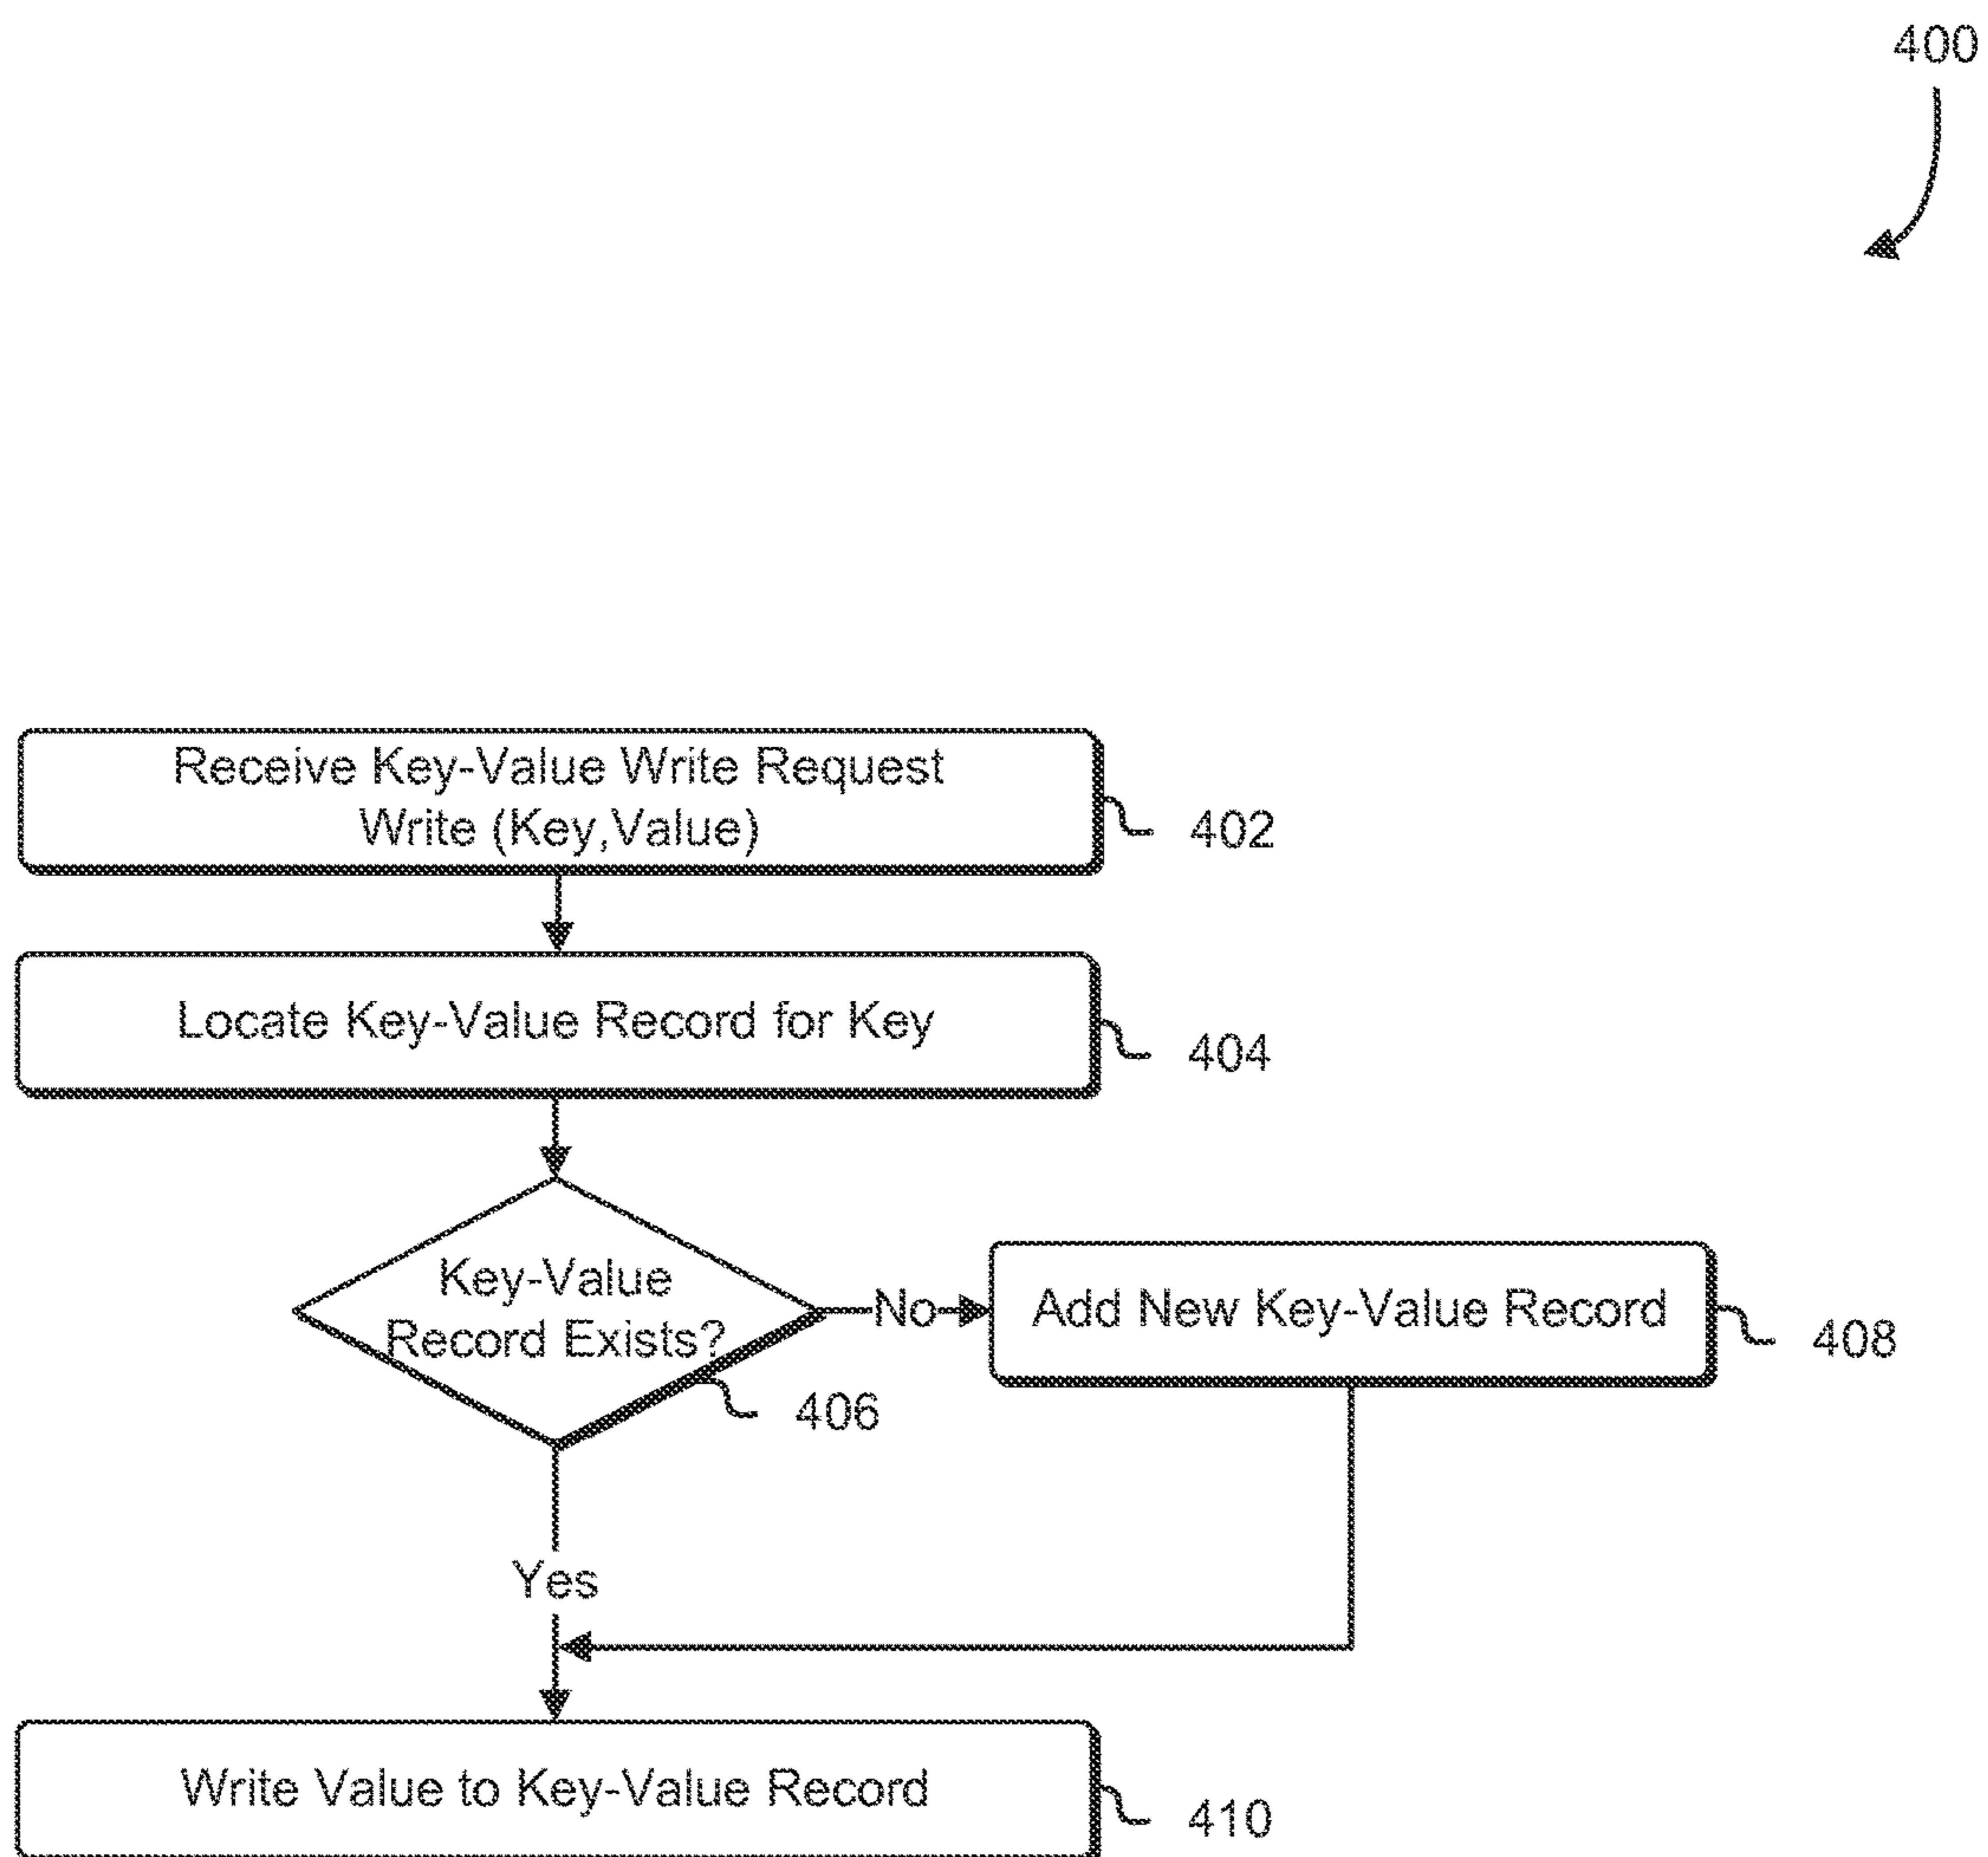 400
Receive Key-Value Write Request
Write (Key,Value)
402
Locate Key-Value Record for Key
404
Key-Value
Record Exists?
406
No
Add New Key-Value Record
408
Yes
Write Value to Key-Value Record
410